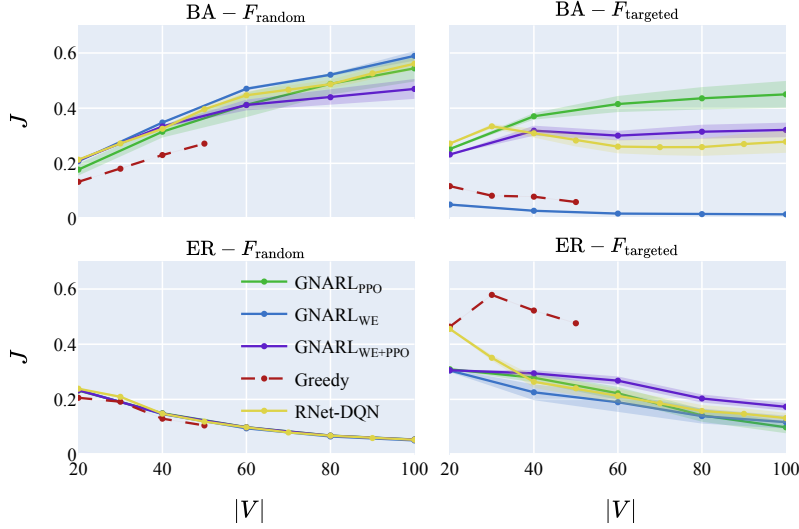 BA − F_random
BA − F_targeted
J
0.6
0.4
0.2
0
ER − F_random
ER − F_targeted
J
0.6
0.4
0.2
0
GNARL_PPO
GNARL_WE
GNARL_WE+PPO
Greedy
RNet-DQN
20 40 60 80 100
20 40 60 80 100
|V|
|V|